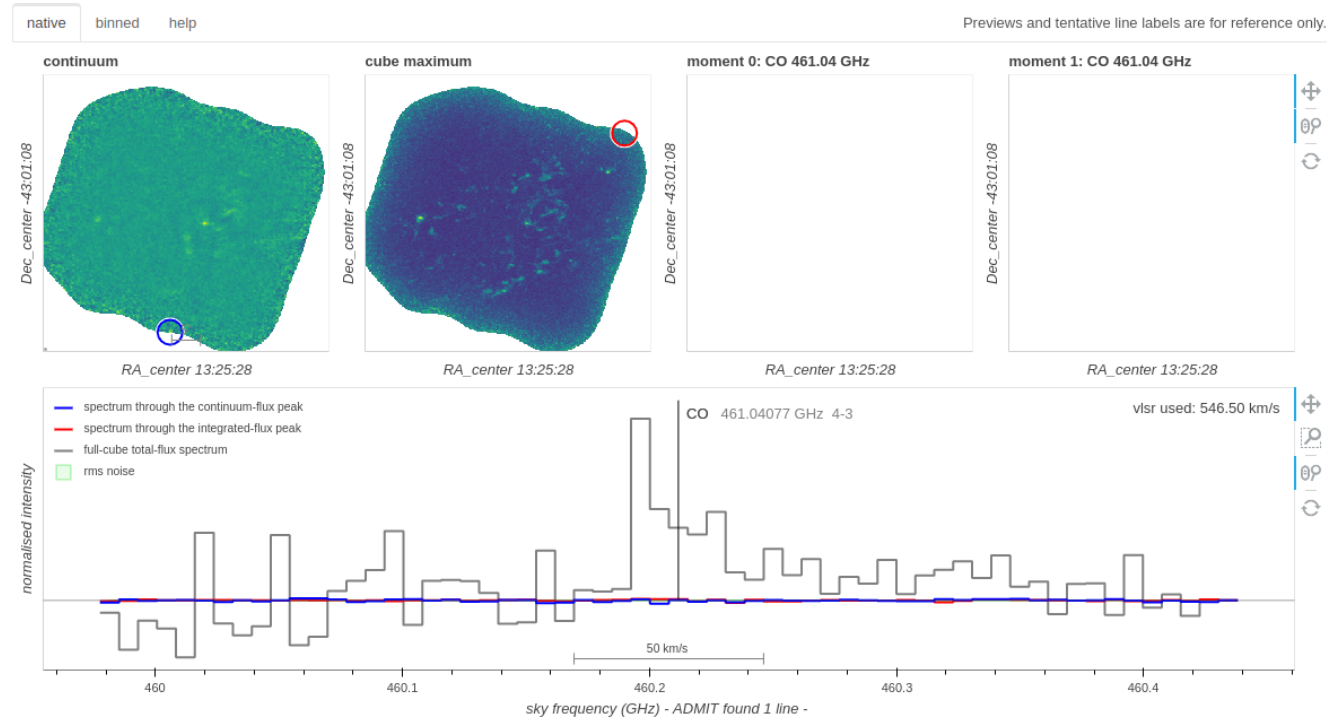 native binned help Previews and tentative line labels are for reference only.
continuum cube maximum moment 0: CO 461.04 GHz moment 1: CO 461.04 GHz
Dec_center -43:01:08 Dec_center -43:01:08 Dec_center -43:01:08 Dec_center -43:01:08
RA_center 13:25:28 RA_center 13:25:28 RA_center 13:25:28 RA_center 13:25:28
spectrum through the continuum-flux peak
CO 461.04077 GHz 4-3
vlsr used: 546.50 km/s
spectrum through the integrated-flux peak
full-cube total-flux spectrum
rms noise
normalised intensity
50 km/s
460 460.1 460.2 460.3 460.4
sky frequency (GHz) - ADMIT found 1 line -